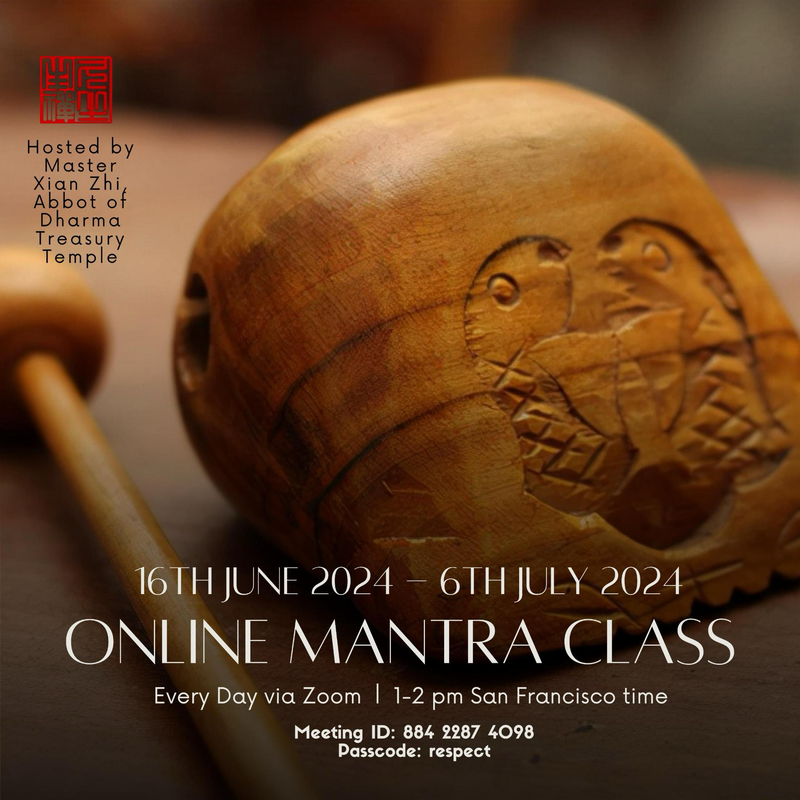 Hosted by
Master
Xian Zhi,
Abbot of
Dharma
Treasury
Temple
16TH JUNE 2024 – 6TH JULY 2024
ONLINE MANTRA CLASS
Every Day via Zoom | 1-2 pm San Francisco time
Meeting ID: 884 2287 4098
Passcode: respect